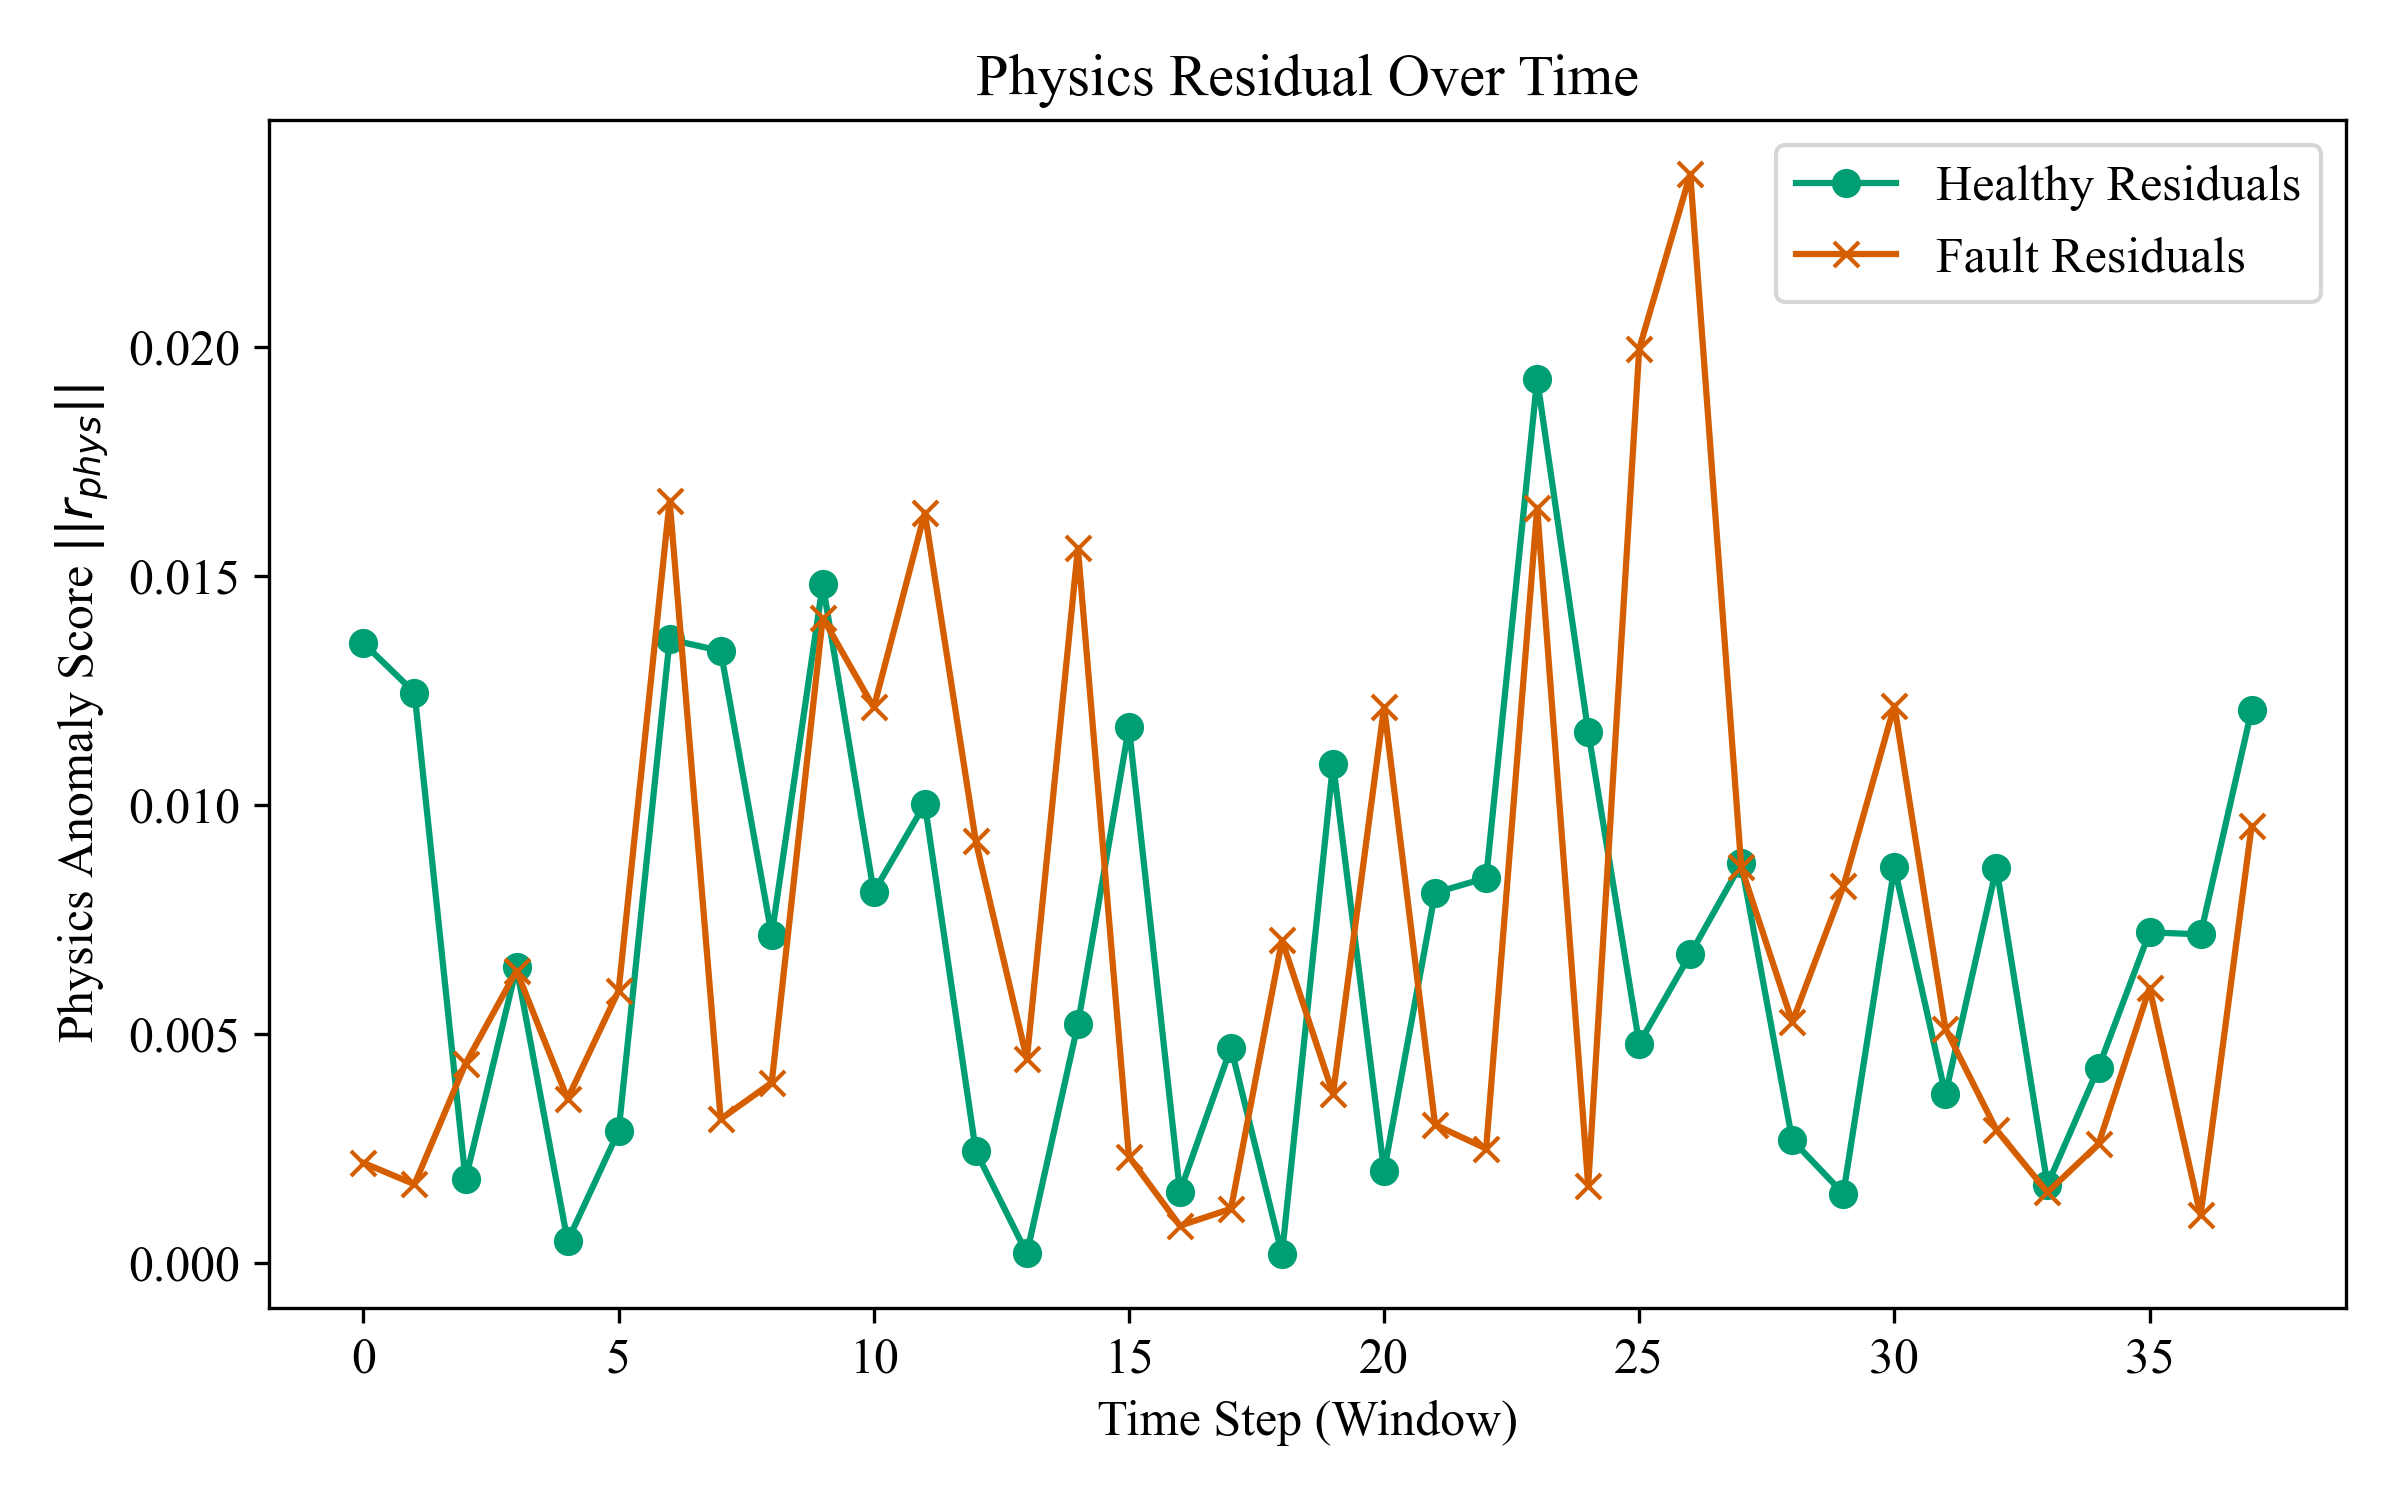 Physics Residual Over Time
Healthy Residuals
Fault Residuals
Physics Anomaly Score ||r_phys||
0.020
0.015
0.010
0.005
0.000
0 5 10 15 20 25 30 35
Time Step (Window)